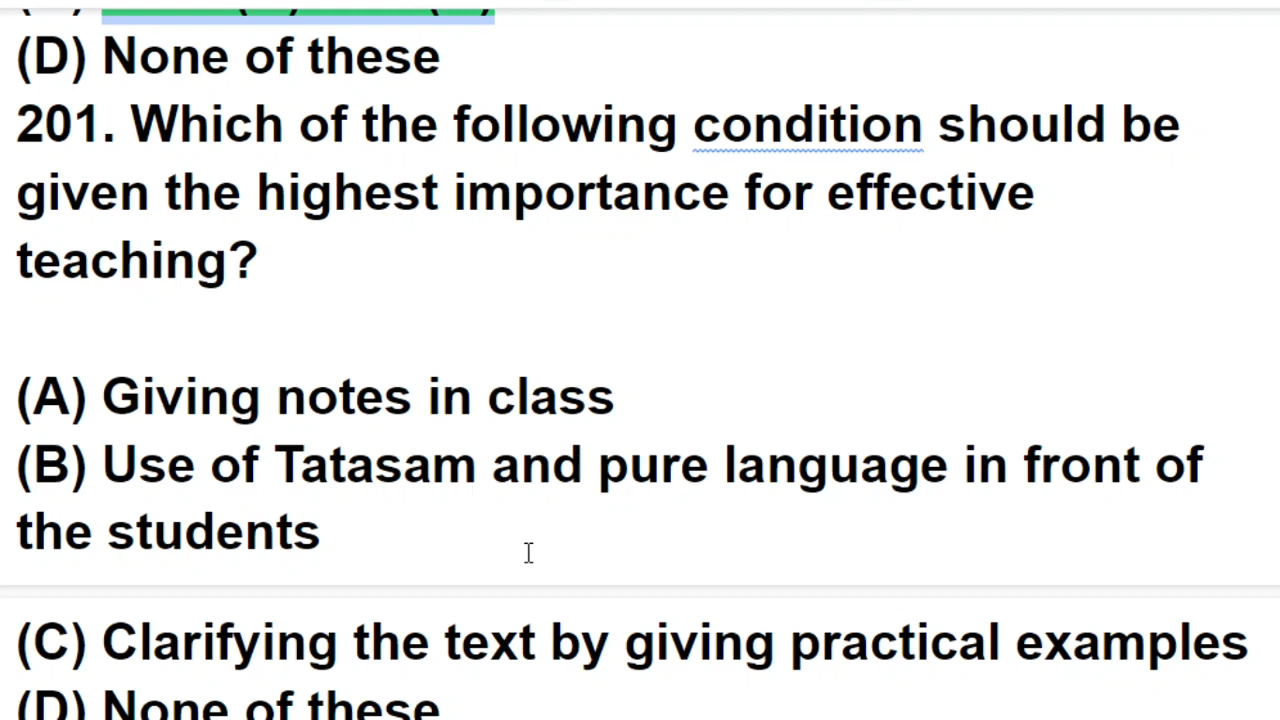 (D) None of these
201. Which of the following condition should be
given the highest importance for effective
teaching?
(A) Giving notes in class
(B) Use of Tatasam and pure language in front of
the students
(C) Clarifying the text by giving practical examples
(D) None of these